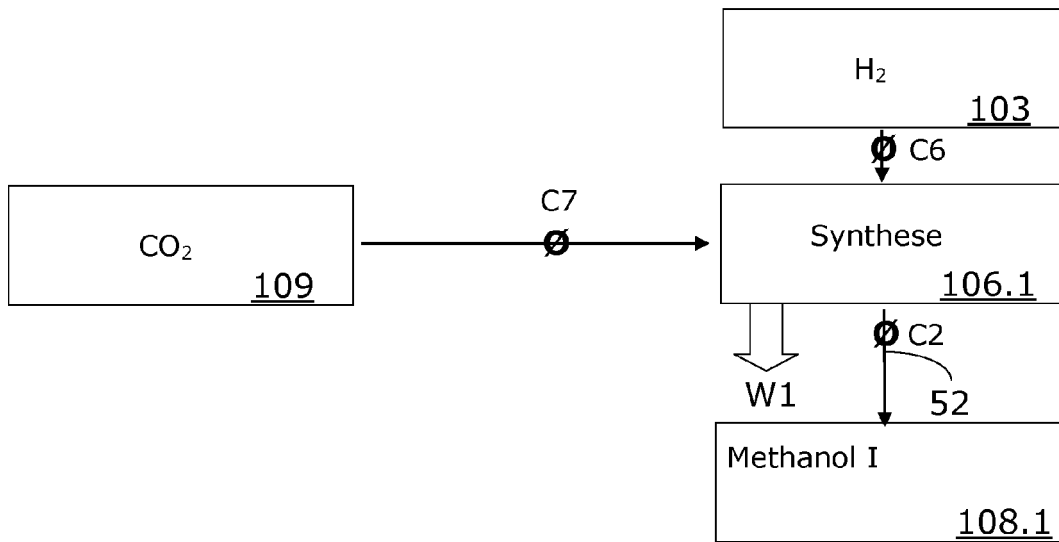 H₂
103
Ø C6
C7
Ø
CO₂
109
Synthese
106.1
Ø C2
W1
52
Methanol I
108.1